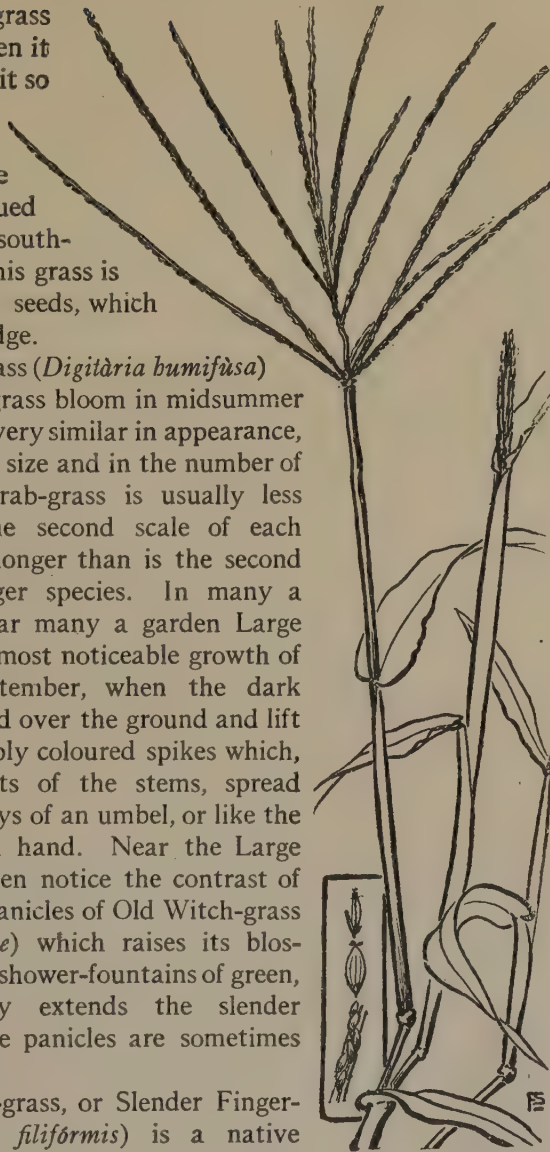 grass
en it
it so
e
ued
south-
his grass is
seeds, which
dge.
ass (Digitària humifùsa)
grass bloom in midsummer
very similar in appearance,
size and in the number of
rab-grass is usually less
ne second scale of each
longer than is the second
ger species. In many a
ar many a garden Large
most noticeable growth of
tember, when the dark
d over the ground and lift
ply coloured spikes which,
ts of the stems, spread
ys of an umbel, or like the
hand. Near the Large
en notice the contrast of
anicles of Old Witch-grass
e) which raises its blos-
shower-fountains of green,
y extends the slender
e panicles are sometimes
-grass, or Slender Finger-
filifórmis) is a native